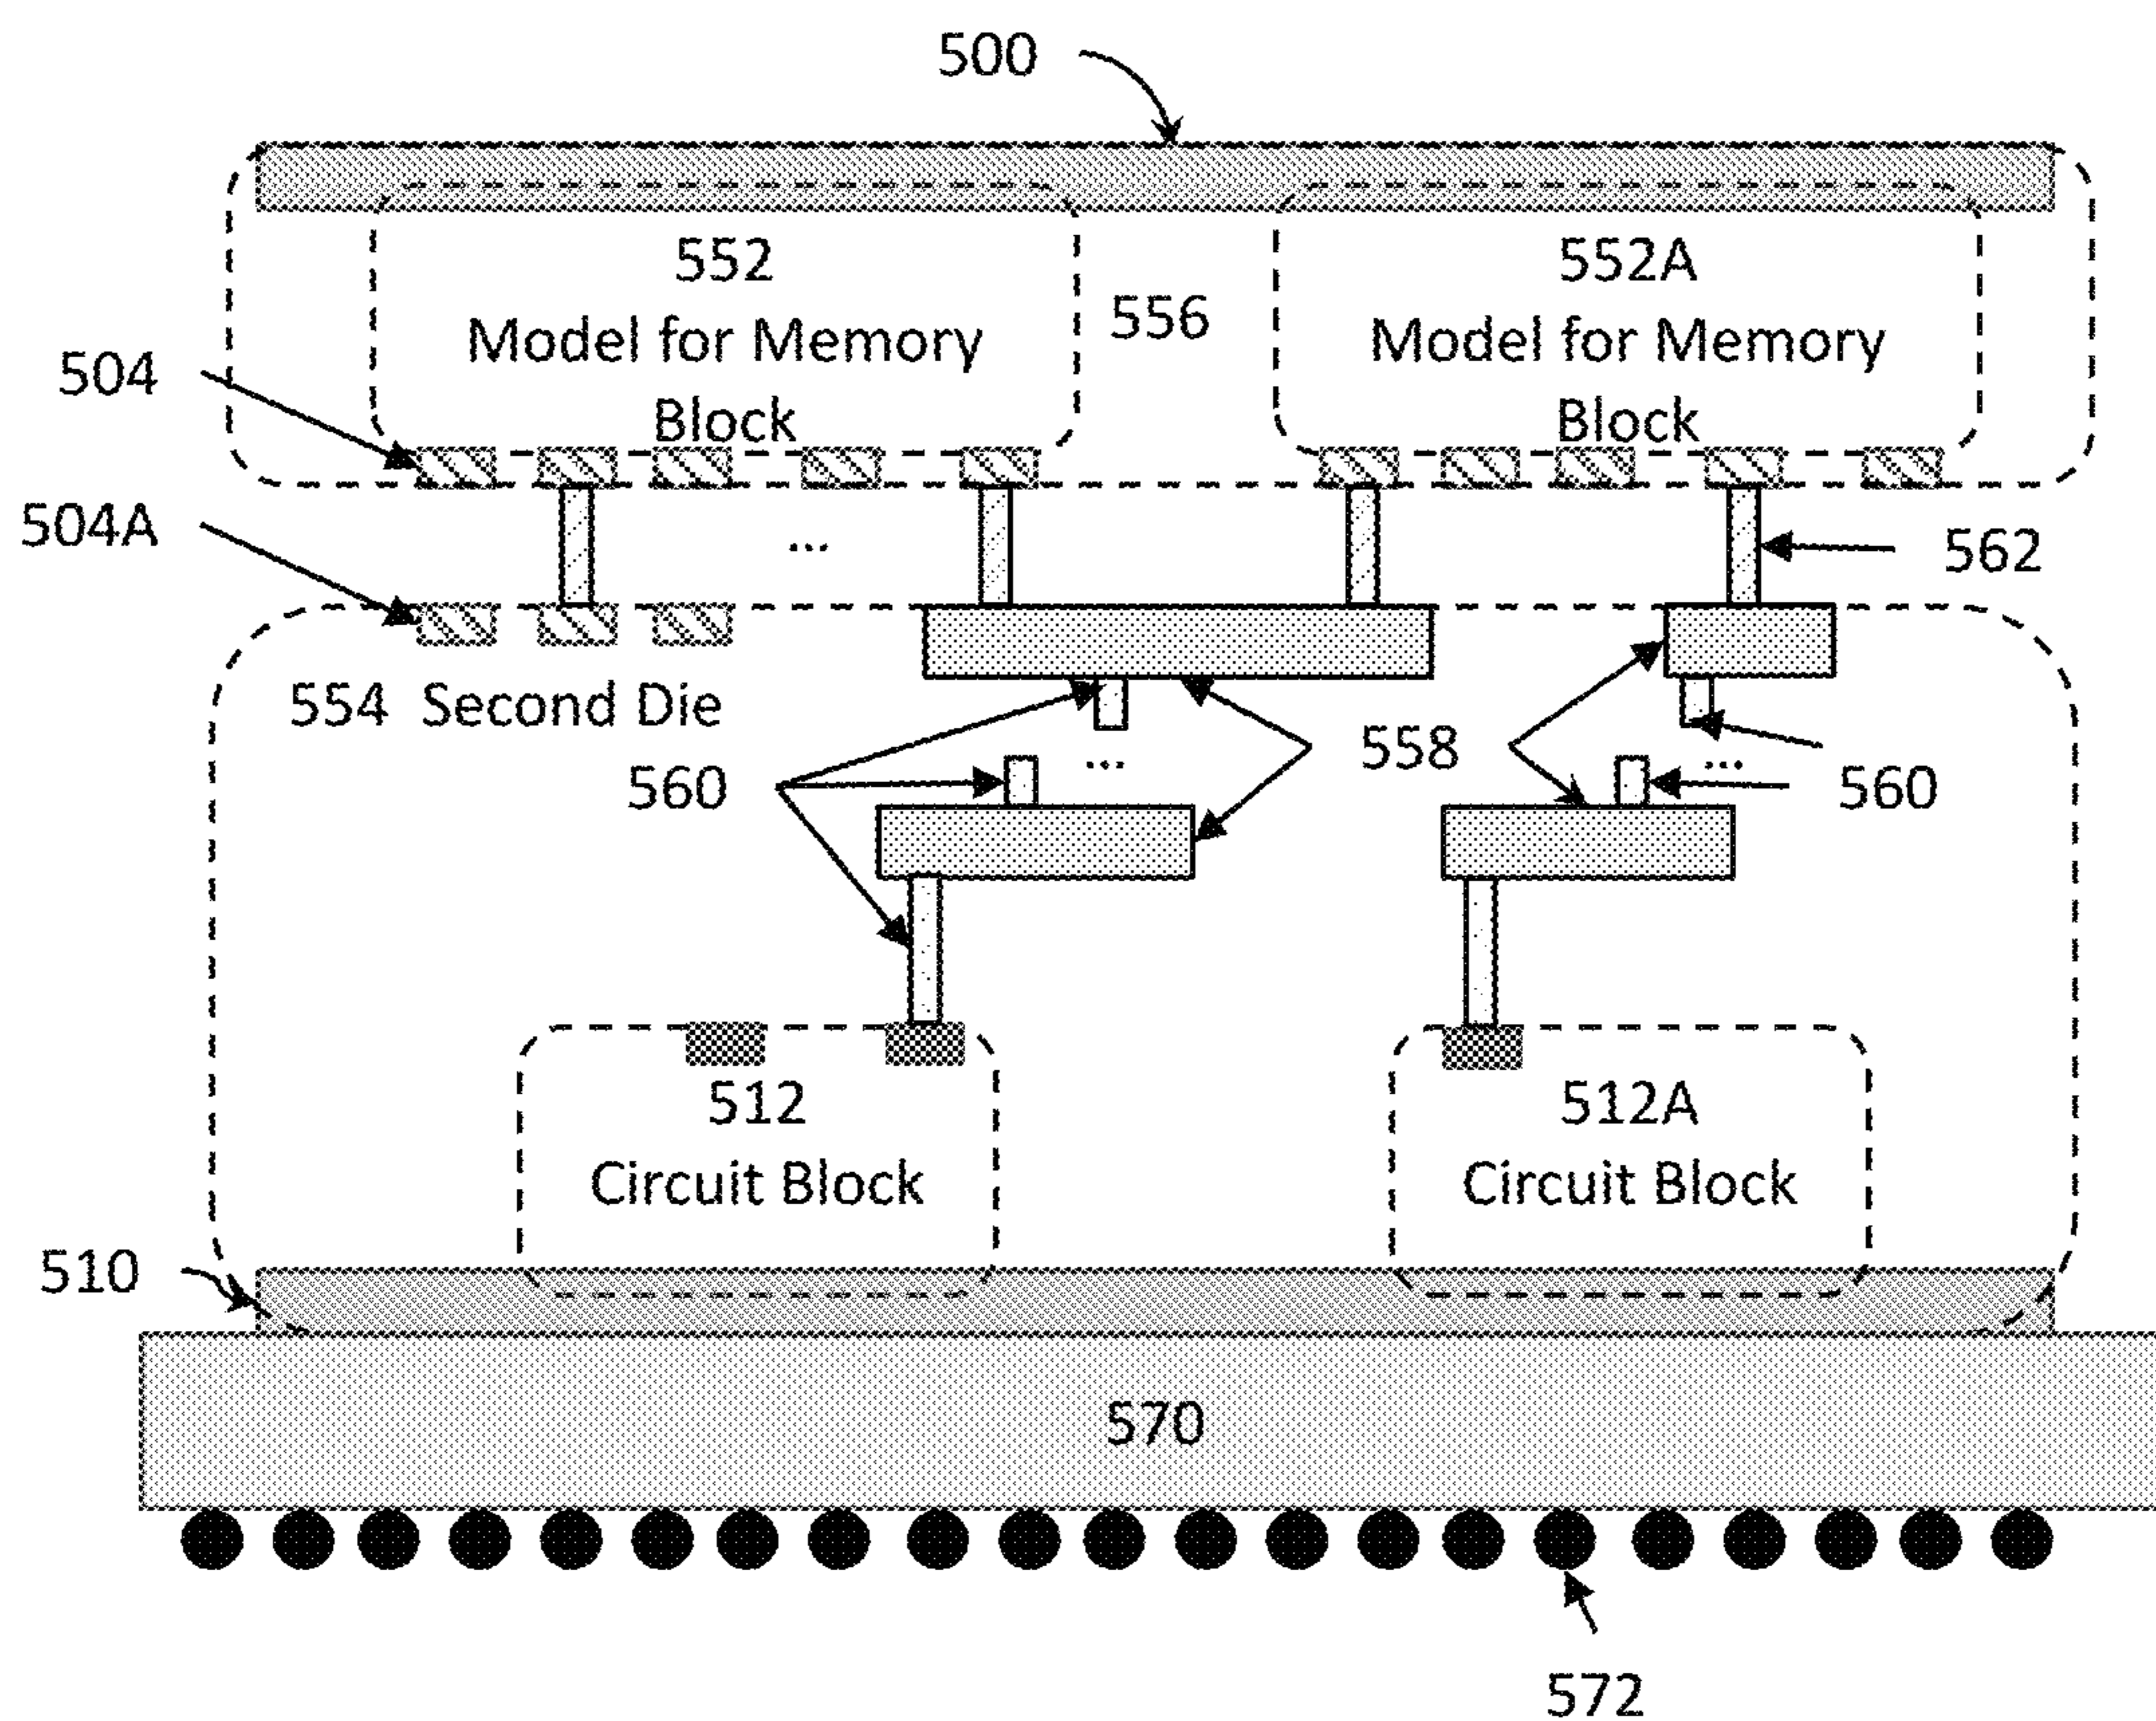 500
552
Model for Memory
Block
556
552A
Model for Memory
Block
504
504A
...
562
554 Second Die
558
560
...
...
560
512
Circuit Block
512A
Circuit Block
510
570
572